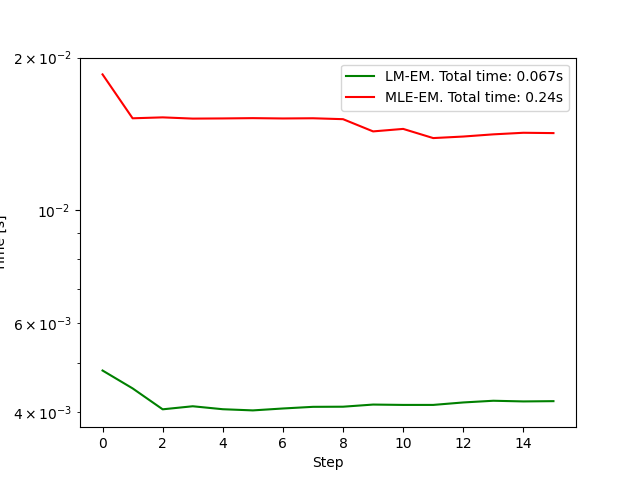 2 × 10⁻²
LM-EM. Total time: 0.067s
MLE-EM. Total time: 0.24s
10⁻²
6 × 10⁻³
4 × 10⁻³
0 2 4 6 8 10 12 14
Step